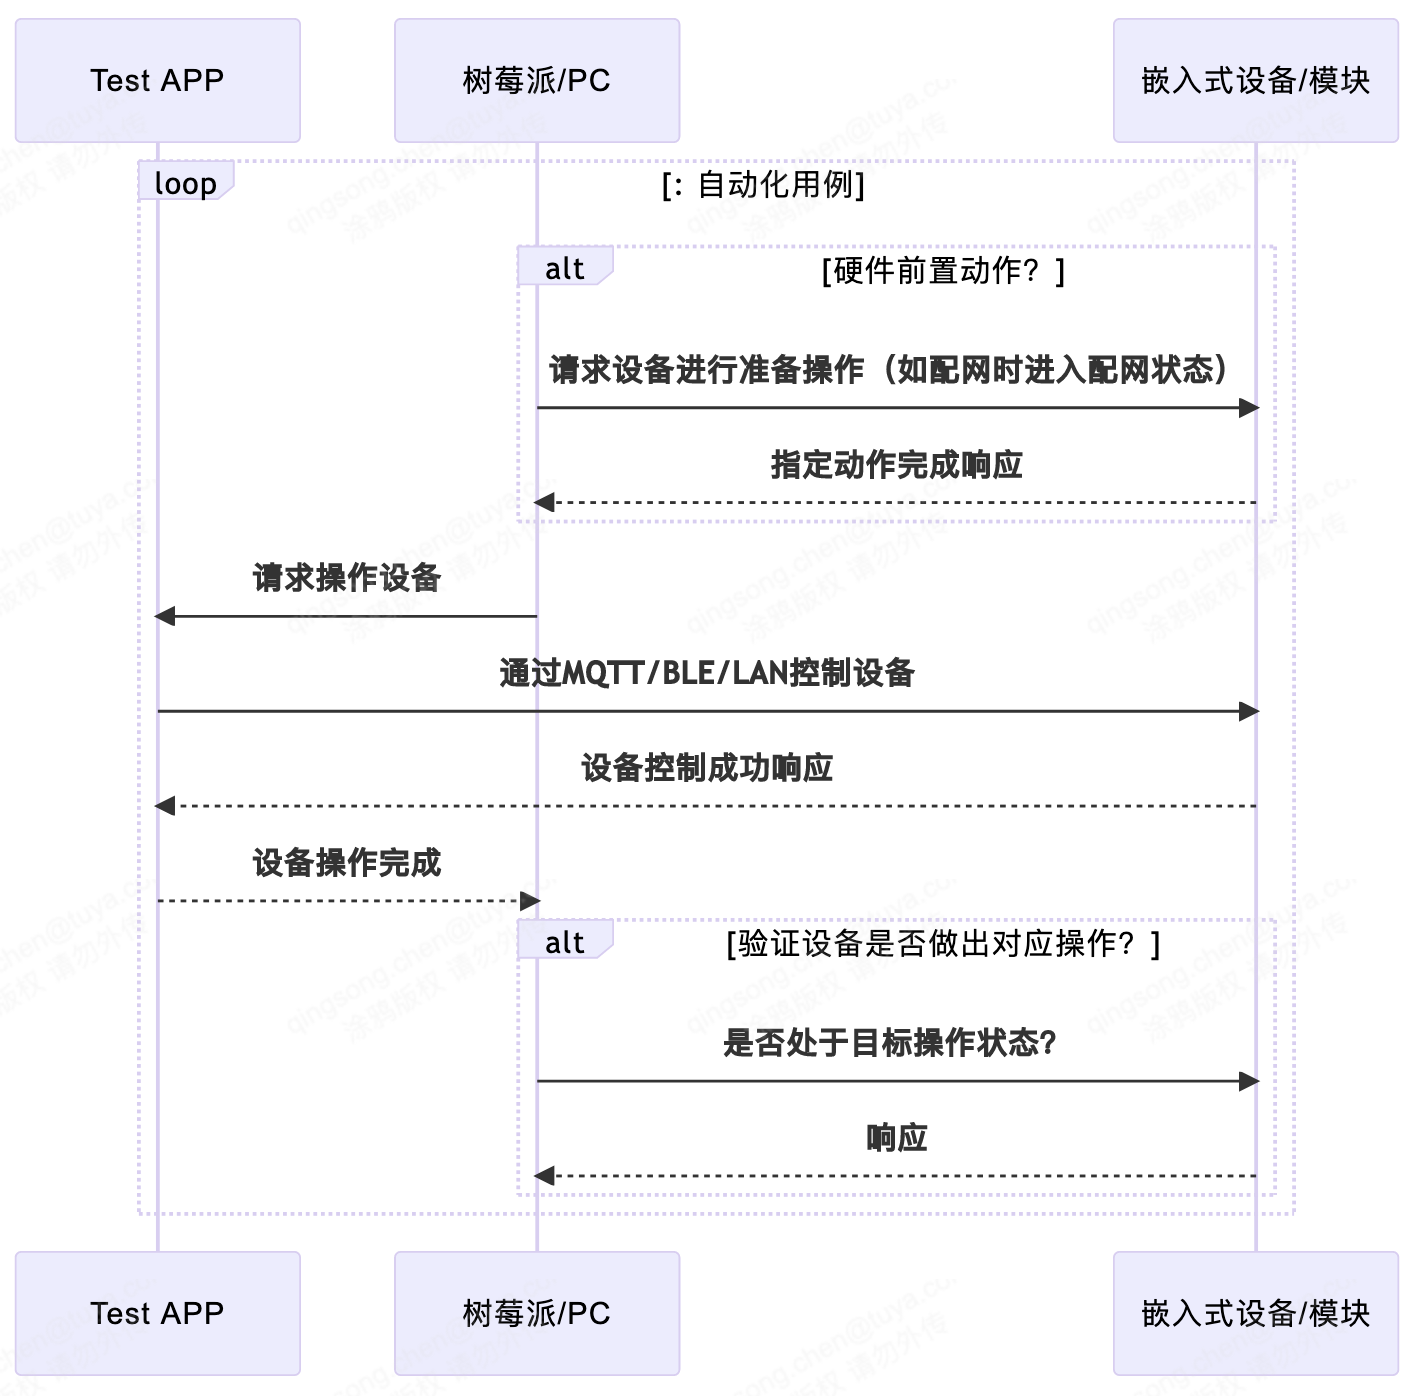 Test APP
树莓派/PC
嵌入式设备/模块
loop
[: 自动化用例]
alt
[硬件前置动作？]
请求设备进行准备操作（如配网时进入配网状态）
指定动作完成响应
请求操作设备
通过MQTT/BLE/LAN控制设备
设备控制成功响应
设备操作完成
alt
[验证设备是否做出对应操作？]
是否处于目标操作状态?
响应
Test APP
树莓派/PC
嵌入式设备/模块